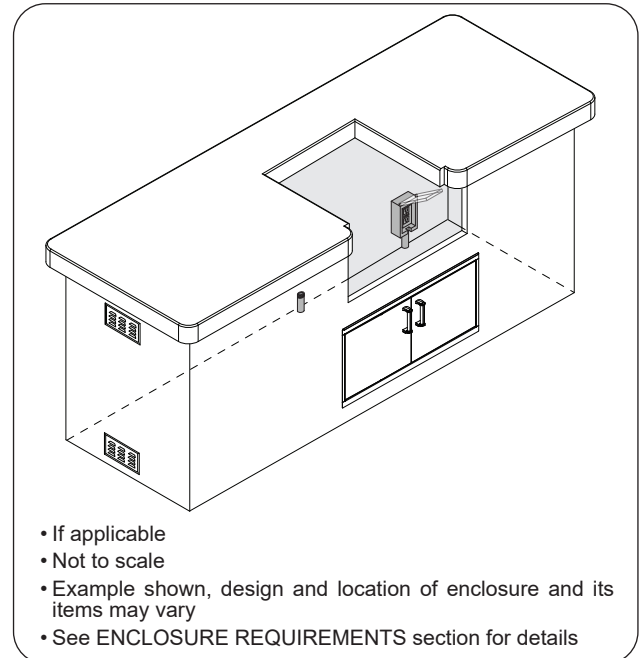 • If applicable
• Not to scale
• Example shown, design and location of enclosure and its
items may vary
• See ENCLOSURE REQUIREMENTS section for details